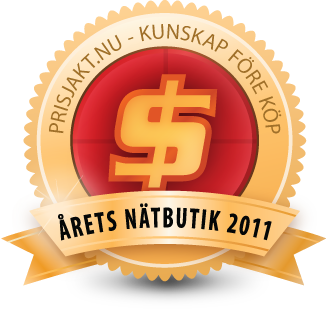 PRISJAKT.NU - KUNSKAP FÖRE KÖP
$
ÅRETS NÄTBUTIK 2011